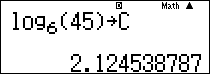 D Math ▲
log₆(45)→C
2.124538787